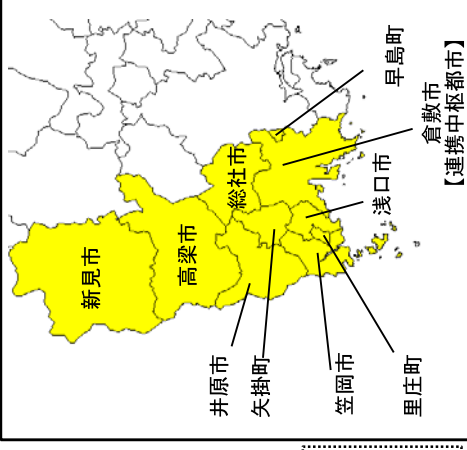 新見市
高梁市
総社市
早島町
倉敷市
【連携中枢都市】
浅口市
井原市
矢掛町
笠岡市
里庄町